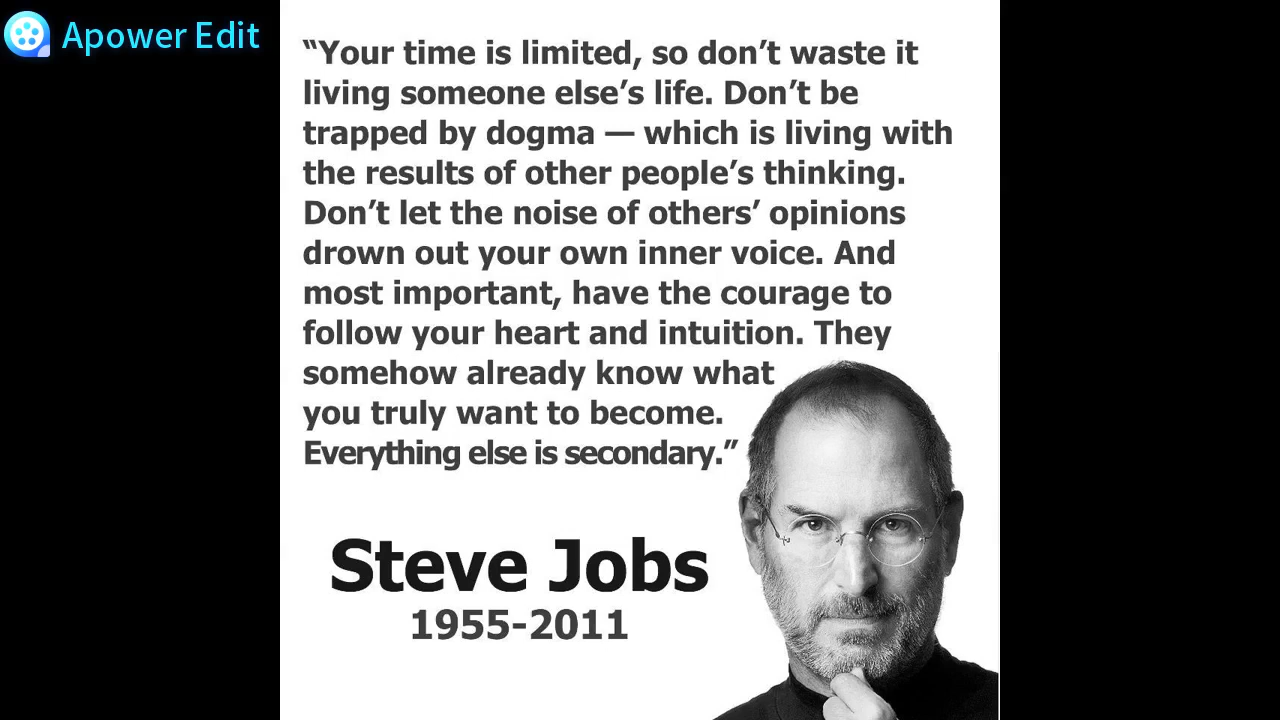 Apower Edit
“Your time is limited, so don’t waste it
living someone else’s life. Don’t be
trapped by dogma — which is living with
the results of other people’s thinking.
Don’t let the noise of others’ opinions
drown out your own inner voice. And
most important, have the courage to
follow your heart and intuition. They
somehow already know what
you truly want to become.
Everything else is secondary.”
Steve Jobs
1955-2011